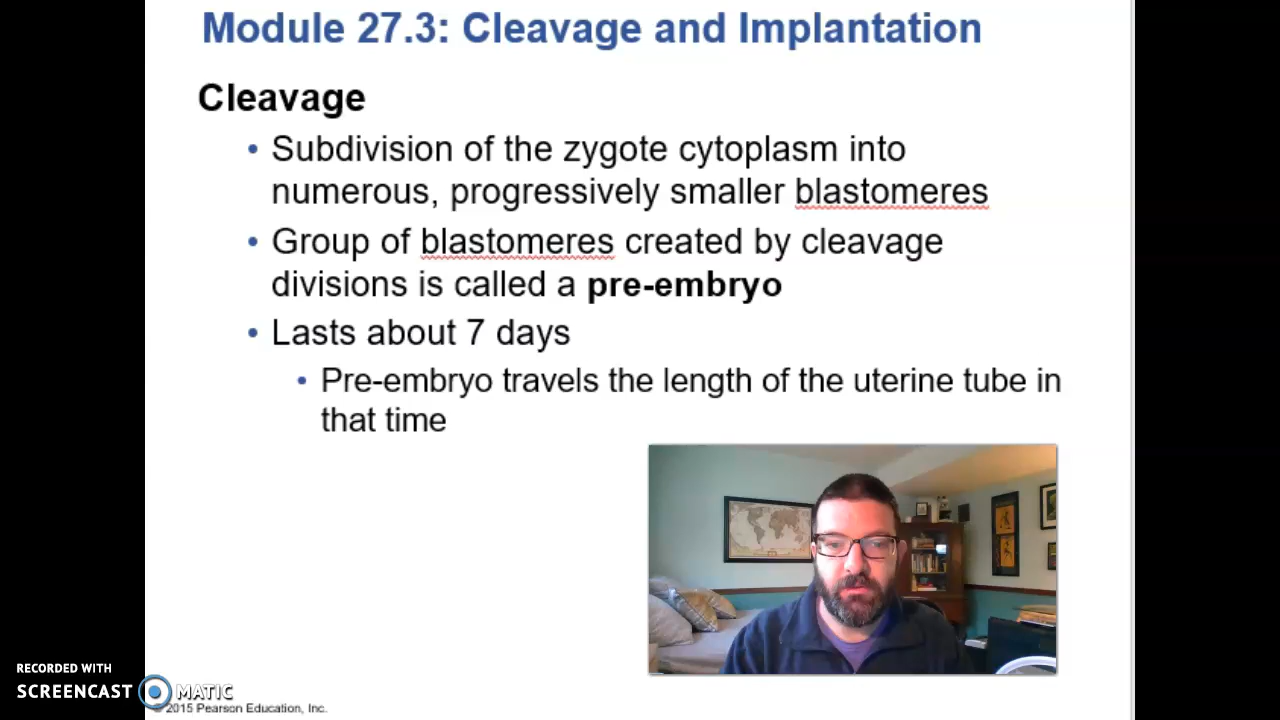 Module 27.3: Cleavage and Implantation
Cleavage
• Subdivision of the zygote cytoplasm into
numerous, progressively smaller blastomeres
• Group of blastomeres created by cleavage
divisions is called a pre-embryo
• Lasts about 7 days
• Pre-embryo travels the length of the uterine tube in
that time
RECORDED WITH
SCREENCAST MATIC
© 2015 Pearson Education, Inc.